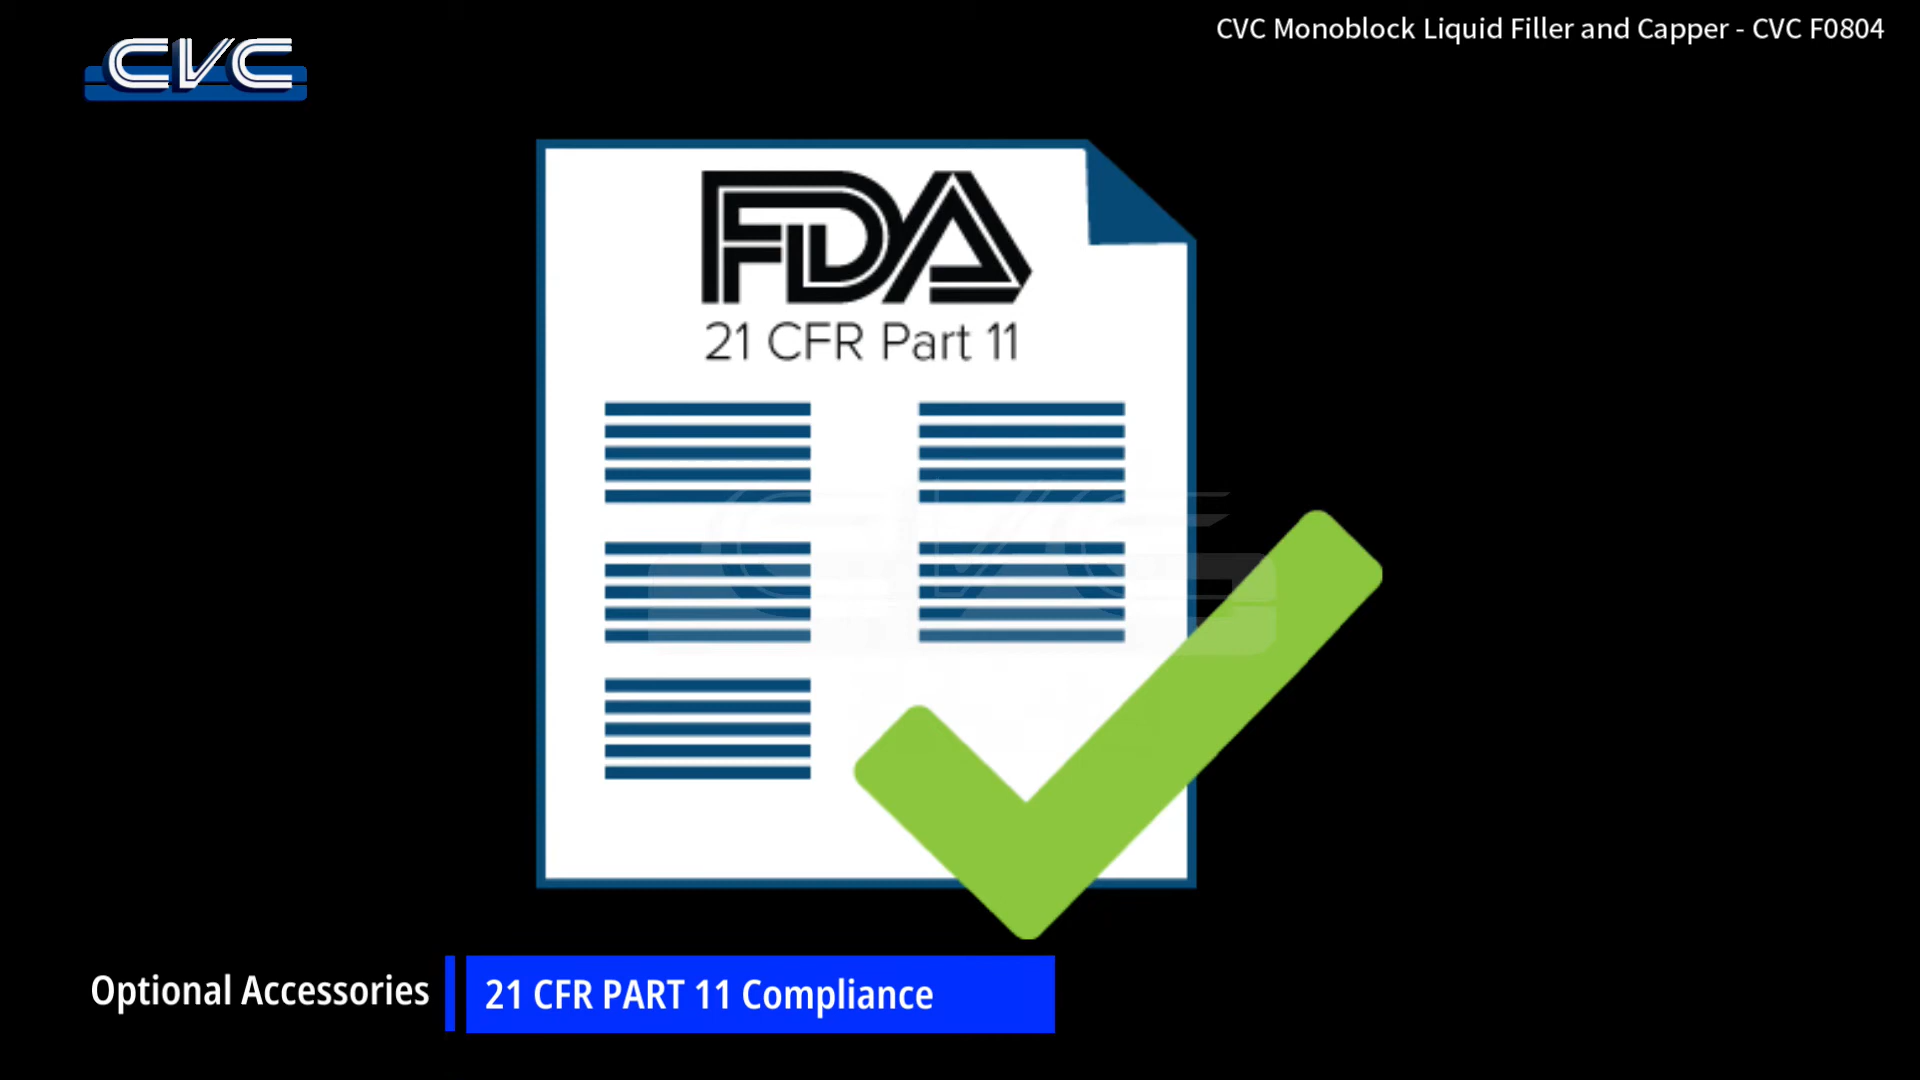 CVC
CVC Monoblock Liquid Filler and Capper - CVC F0804
FDA
21 CFR Part 11
CVC
Optional Accessories
21 CFR PART 11 Compliance